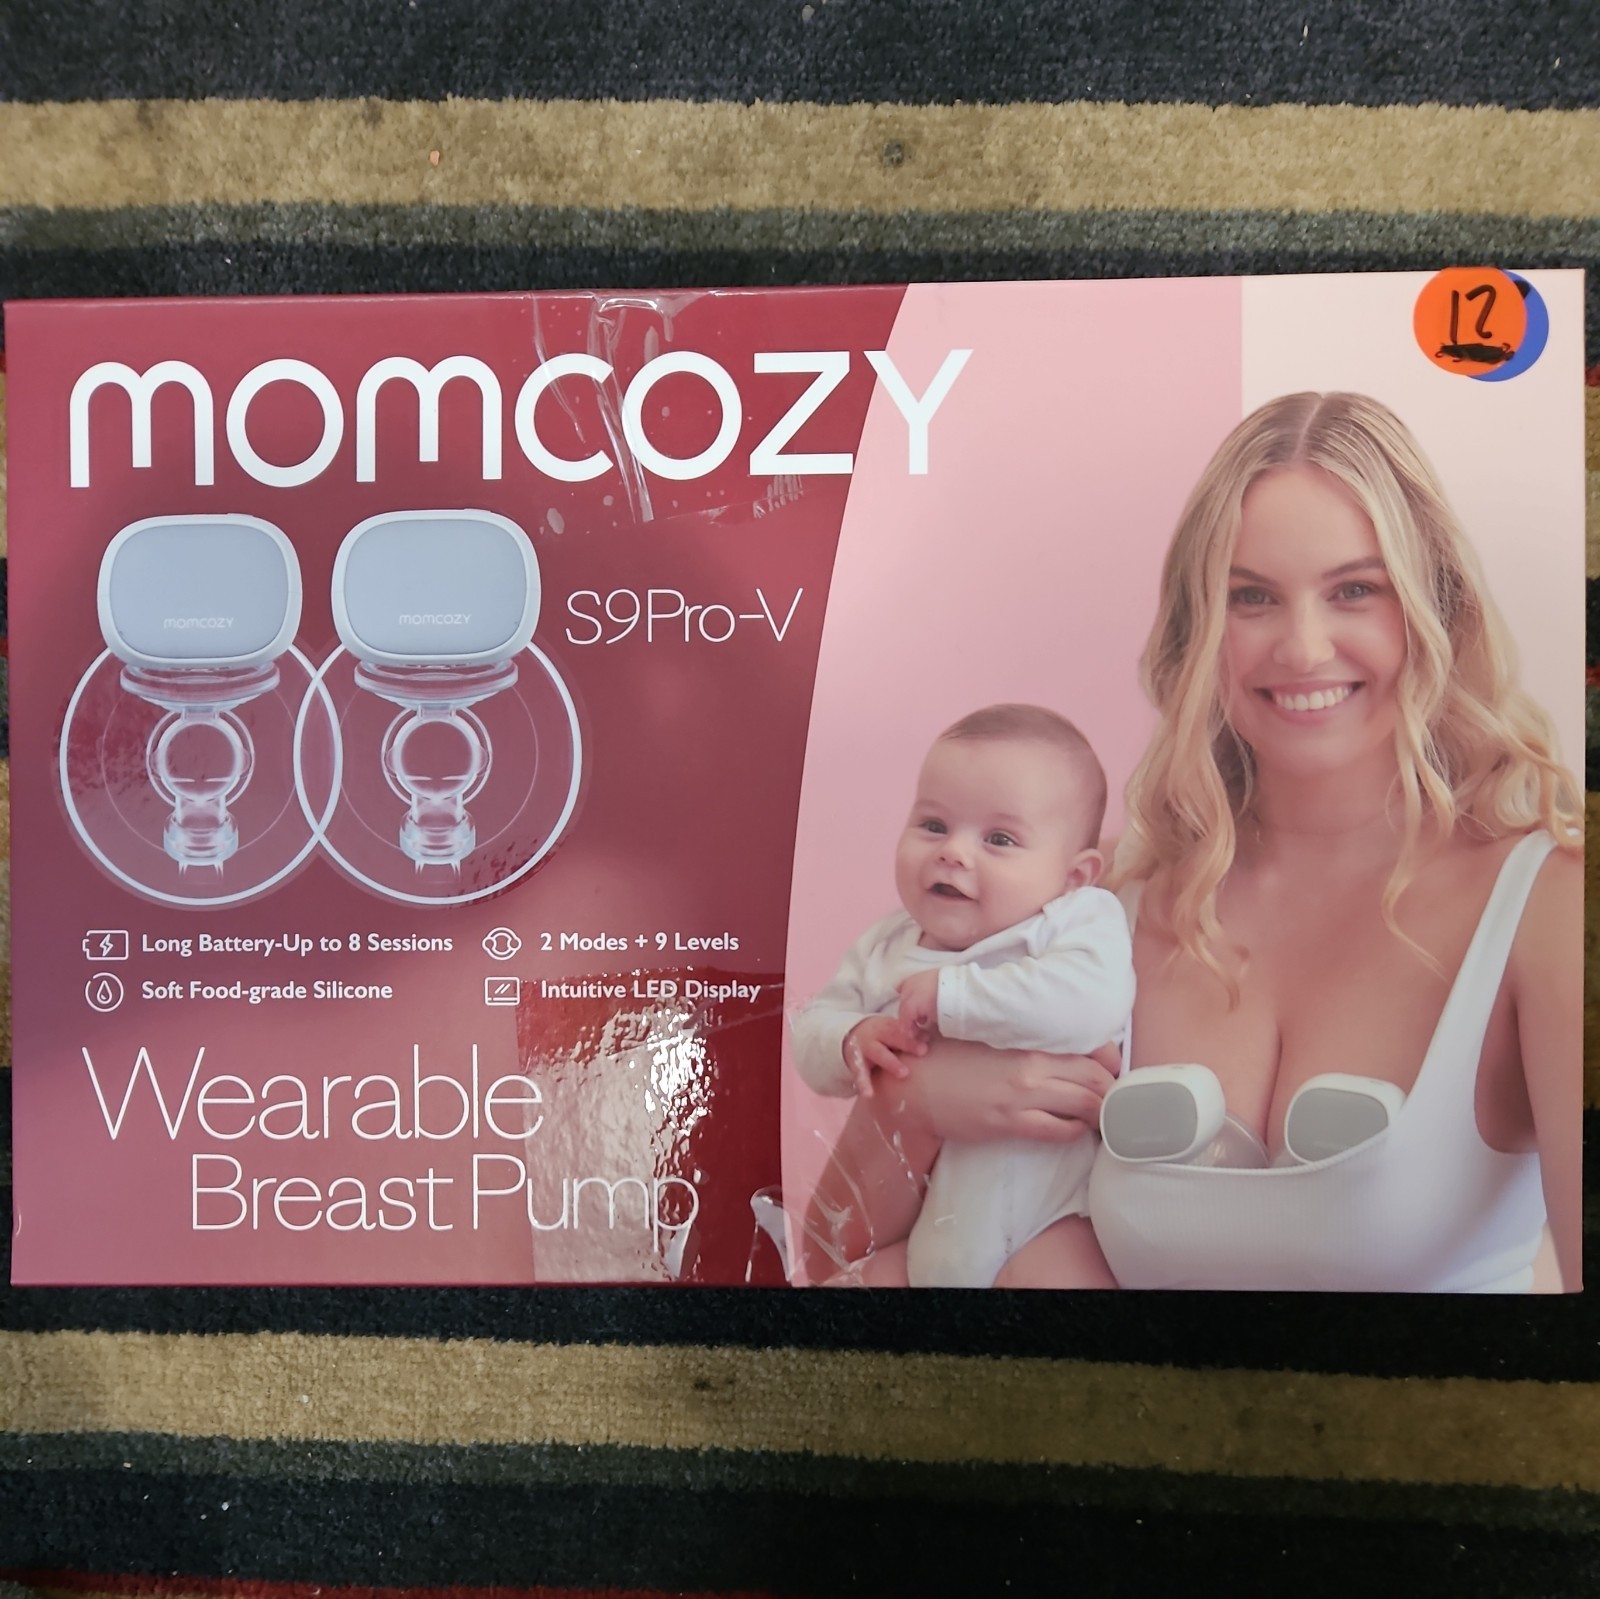 momcozy
12
momcozy
momcozy
S9Pro-V
Long Battery-Up to 8 Sessions
2 Modes + 9 Levels
Soft Food-grade Silicone
Intuitive LED Display
Wearable
Breast Pump